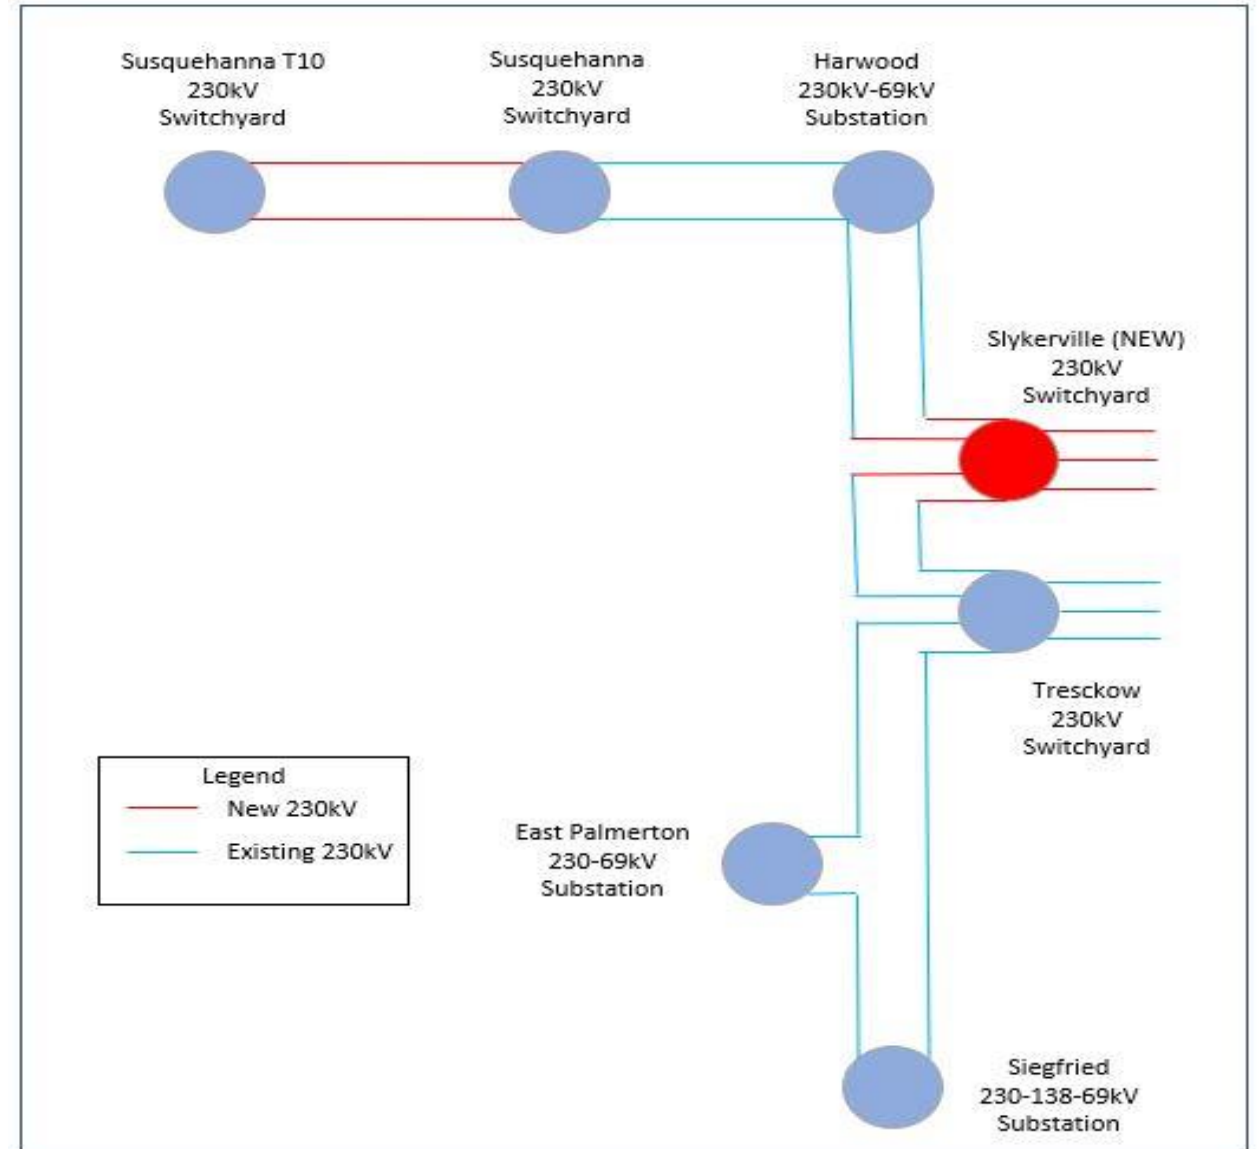 Susquehanna T10
230kV
Switchyard
Susquehanna
230kV
Switchyard
Harwood
230kV-69kV
Substation
Slykerville (NEW)
230kV
Switchyard
Tresckow
230kV
Switchyard
Legend
New 230kV
Existing 230kV
East Palmerton
230-69kV
Substation
Siegfried
230-138-69kV
Substation